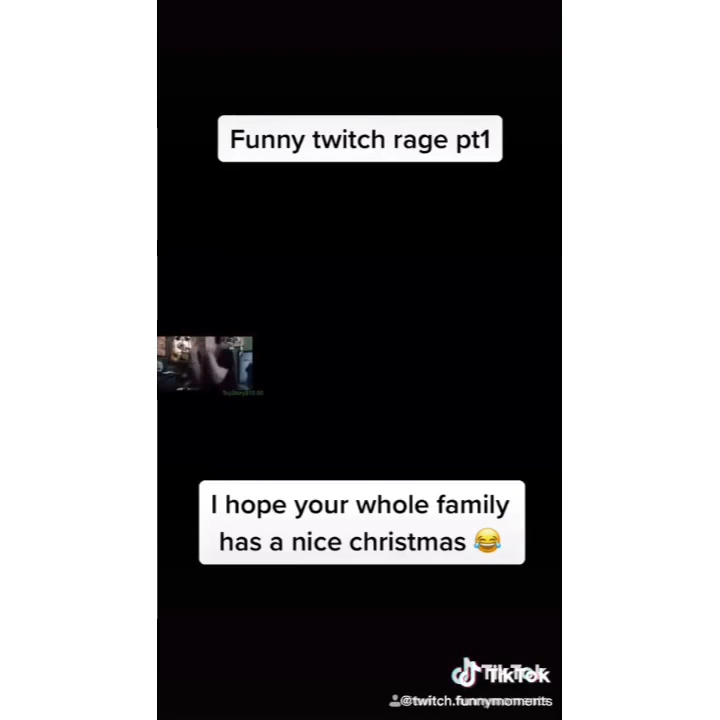 Funny twitch rage pt1
I hope your whole family
has a nice christmas 😂
TikTok
@twitch.funnymoments